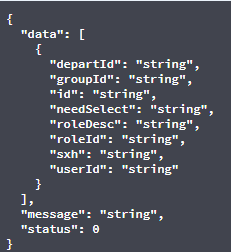 {
"data": [
{
"departId": "string",
"groupId": "string",
"id": "string",
"needSelect": "string",
"roleDesc": "string",
"roleId": "string",
"sxh": "string",
"userId": "string"
}
],
"message": "string",
"status": 0
}